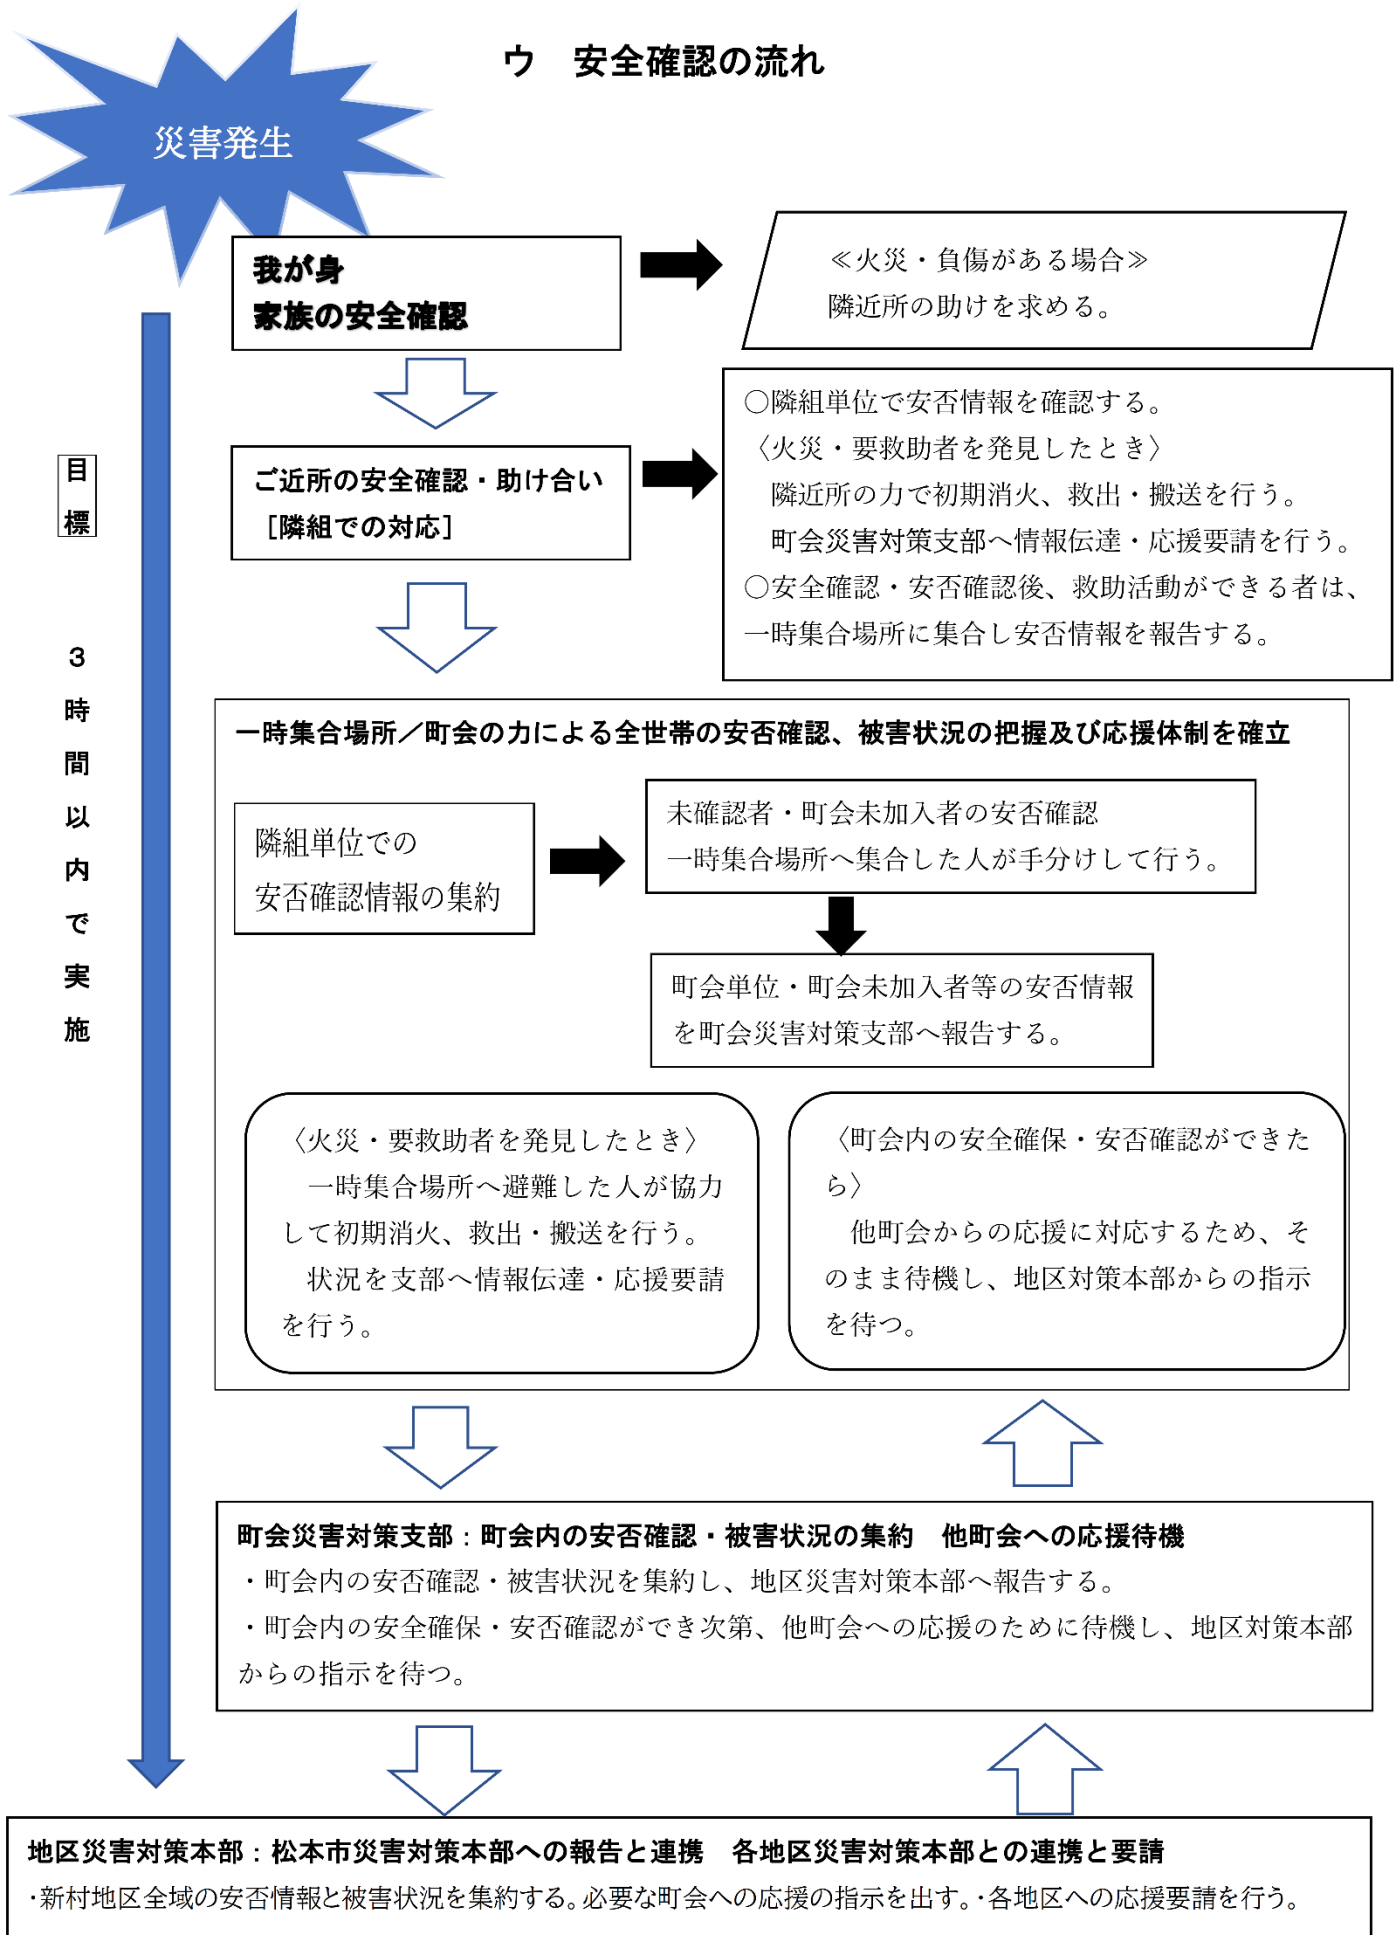 ウ　安全確認の流れ
災害発生
我が身
家族の安全確認
≪火災・負傷がある場合≫
隣近所の助けを求める。
目標
３時間以内で実施
ご近所の安全確認・助け合い
［隣組での対応］
○隣組単位で安否情報を確認する。
〈火災・要救助者を発見したとき〉
隣近所の力で初期消火、救出・搬送を行う。
町会災害対策支部へ情報伝達・応援要請を行う。
○安全確認・安否確認後、救助活動ができる者は、
一時集合場所に集合し安否情報を報告する。
一時集合場所／町会の力による全世帯の安否確認、被害状況の把握及び応援体制を確立
隣組単位での
安否確認情報の集約
未確認者・町会未加入者の安否確認
一時集合場所へ集合した人が手分けして行う。
町会単位・町会未加入者等の安否情報
を町会災害対策支部へ報告する。
〈火災・要救助者を発見したとき〉
一時集合場所へ避難した人が協力
して初期消火、救出・搬送を行う。
状況を支部へ情報伝達・応援要請
を行う。
〈町会内の安全確保・安否確認ができた
ら〉
他町会からの応援に対応するため、そ
のまま待機し、地区対策本部からの指示
を待つ。
町会災害対策支部：町会内の安否確認・被害状況の集約　他町会への応援待機
・町会内の安否確認・被害状況を集約し、地区災害対策本部へ報告する。
・町会内の安全確保・安否確認ができ次第、他町会への応援のために待機し、地区対策本部
からの指示を待つ。
地区災害対策本部：松本市災害対策本部への報告と連携　各地区災害対策本部との連携と要請
・新村地区全域の安否情報と被害状況を集約する。必要な町会への応援の指示を出す。・各地区への応援要請を行う。